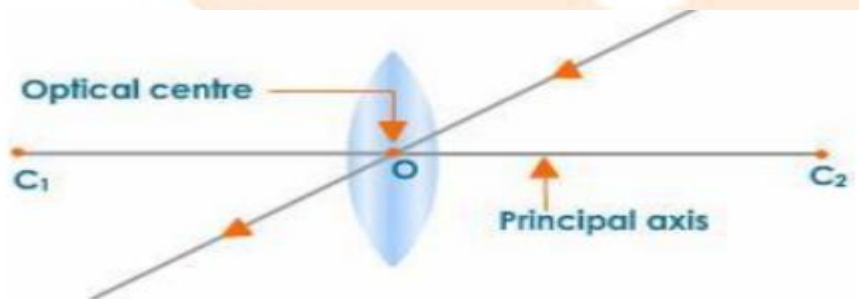 Optical centre
O
C₁
C₂
Principal axis